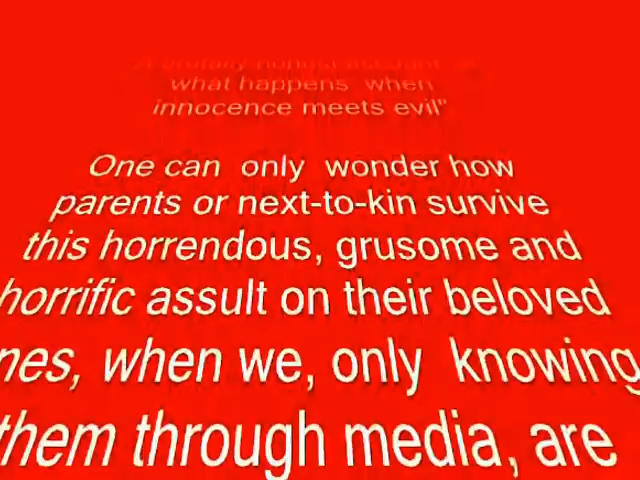 what happens when
innocence meets evil"
One can only wonder how
parents or next-to-kin survive
this horrendous, grusome and
horrific assult on their beloved
nes, when we, only knowing
them through media, are